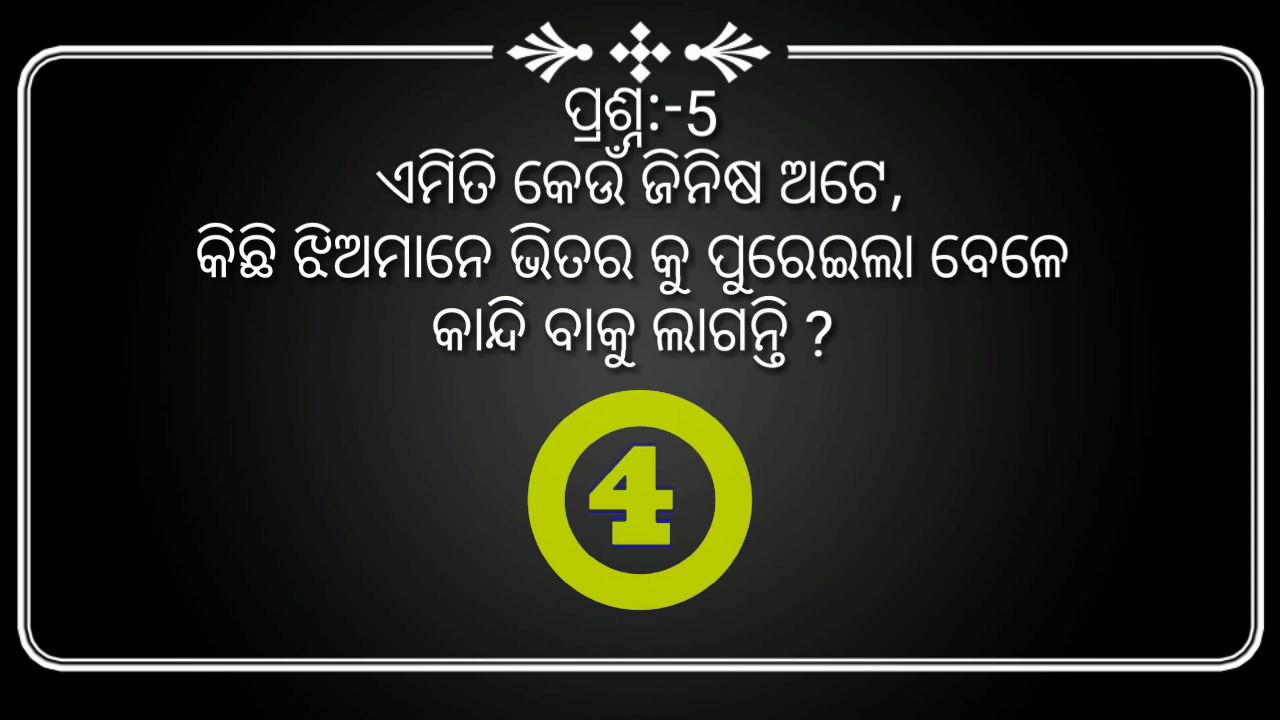 ପ୍ରଶ୍ନ:-5
ଏମିତି କେଉଁ ଜିନିଷ ଅଟେ,
କିଛି ଝିଅମାନେ ଭିତର କୁ ପୁରେଇଲା ବେଳେ
କାନ୍ଦି ବାକୁ ଲାଗନ୍ତି ?
4